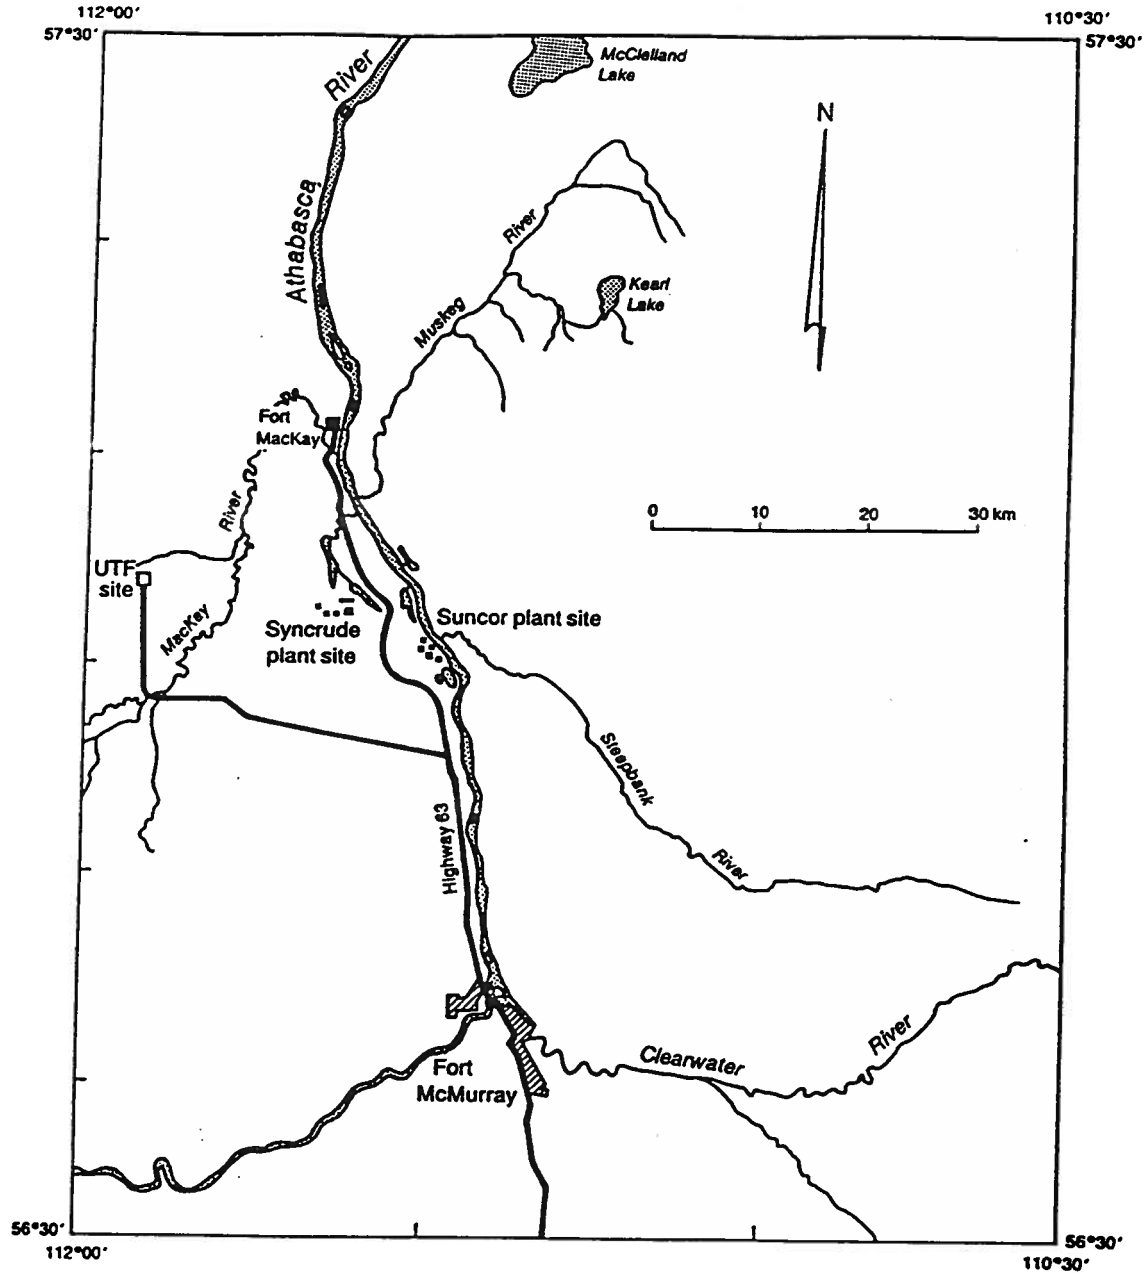 112°00′
110°30′
57°30′
57°30′
McClelland
Lake
River
N
Athabasca
River
Kearl
Lake
Muskeg
Fort
MacKay
River
0 10 20 30 km
UTF
site
MacKay
Suncor plant site
Syncrude
plant site
Steepbank
Highway 63
River
River
Clearwater
Fort
McMurray
56°30′
56°30′
112°00′
110°30′